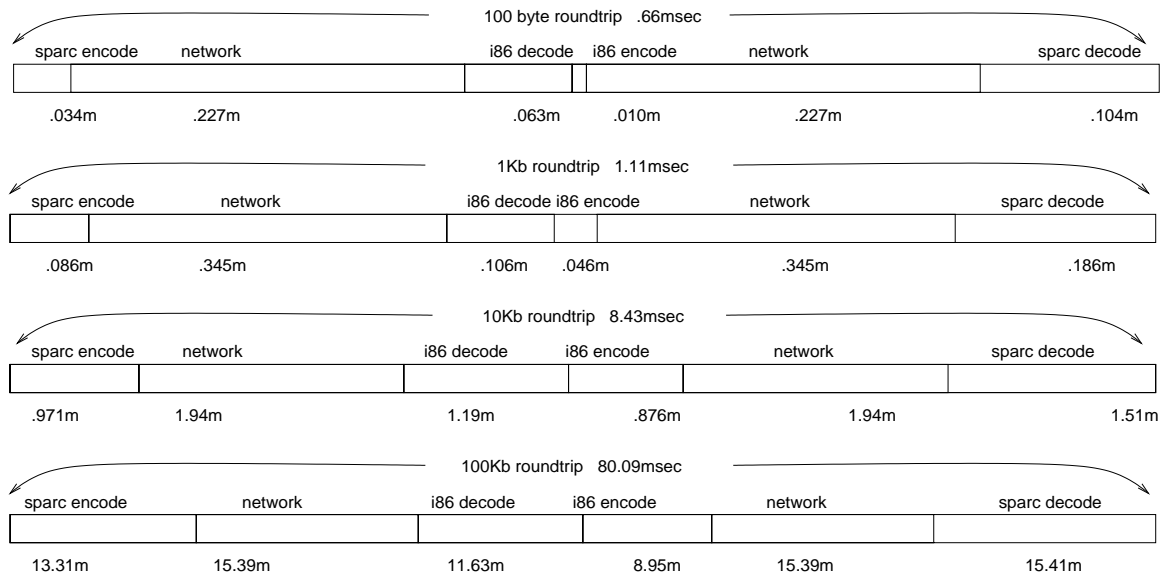 100 byte roundtrip .66msec
sparc encode network i86 decode i86 encode network sparc decode
.034m .227m .063m .010m .227m .104m
1Kb roundtrip 1.11msec
sparc encode network i86 decode i86 encode network sparc decode
.086m .345m .106m .046m .345m .186m
10Kb roundtrip 8.43msec
sparc encode network i86 decode i86 encode network sparc decode
.971m 1.94m 1.19m .876m 1.94m 1.51m
100Kb roundtrip 80.09msec
sparc encode network i86 decode i86 encode network sparc decode
13.31m 15.39m 11.63m 8.95m 15.39m 15.41m